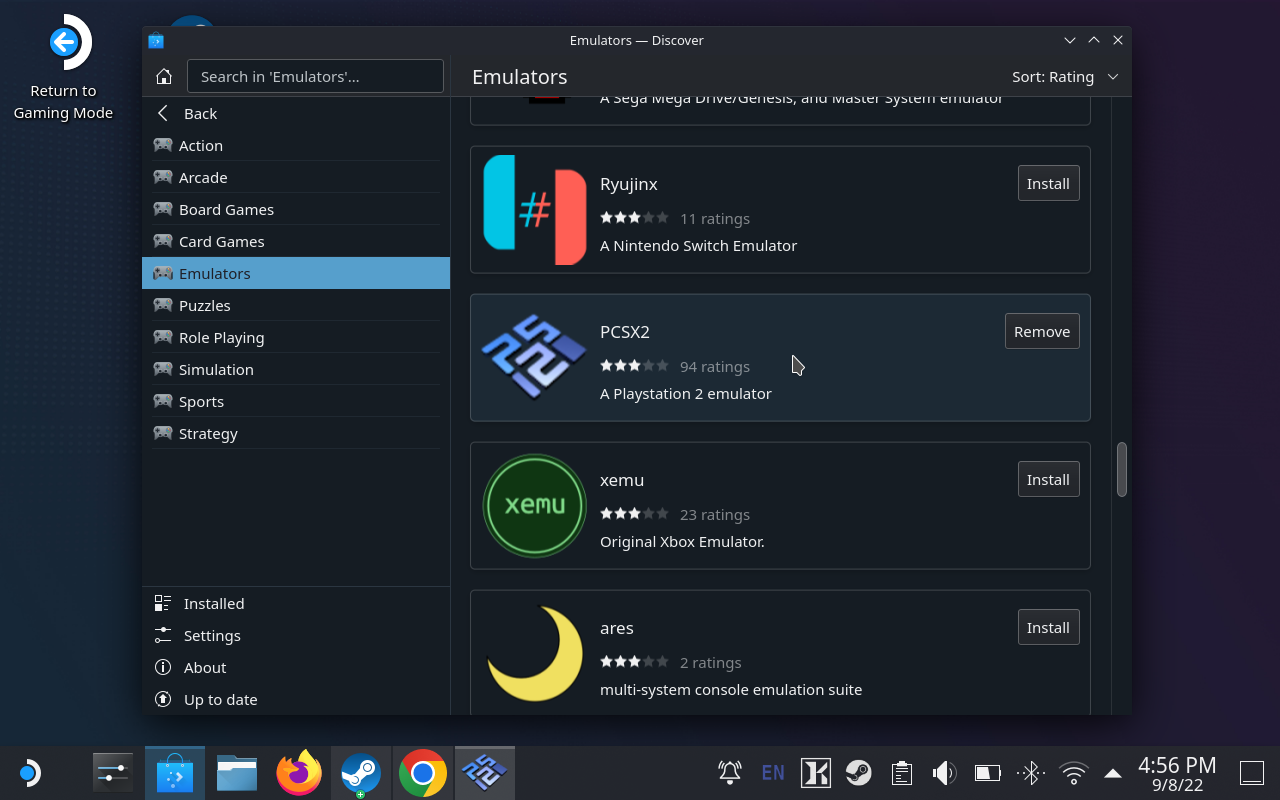 Return to
Gaming Mode
Emulators — Discover
Search in 'Emulators'...
Emulators
Sort: Rating
Back
Action
Arcade
Board Games
Card Games
Emulators
Puzzles
Role Playing
Simulation
Sports
Strategy
Installed
Settings
About
Up to date
A Sega Mega Drive/Genesis, and Master System emulator
#
Ryujinx
Install
11 ratings
A Nintendo Switch Emulator
PCSX2
Remove
94 ratings
A Playstation 2 emulator
xemu
xemu
Install
23 ratings
Original Xbox Emulator.
ares
Install
2 ratings
multi-system console emulation suite
EN
K
4:56 PM
9/8/22